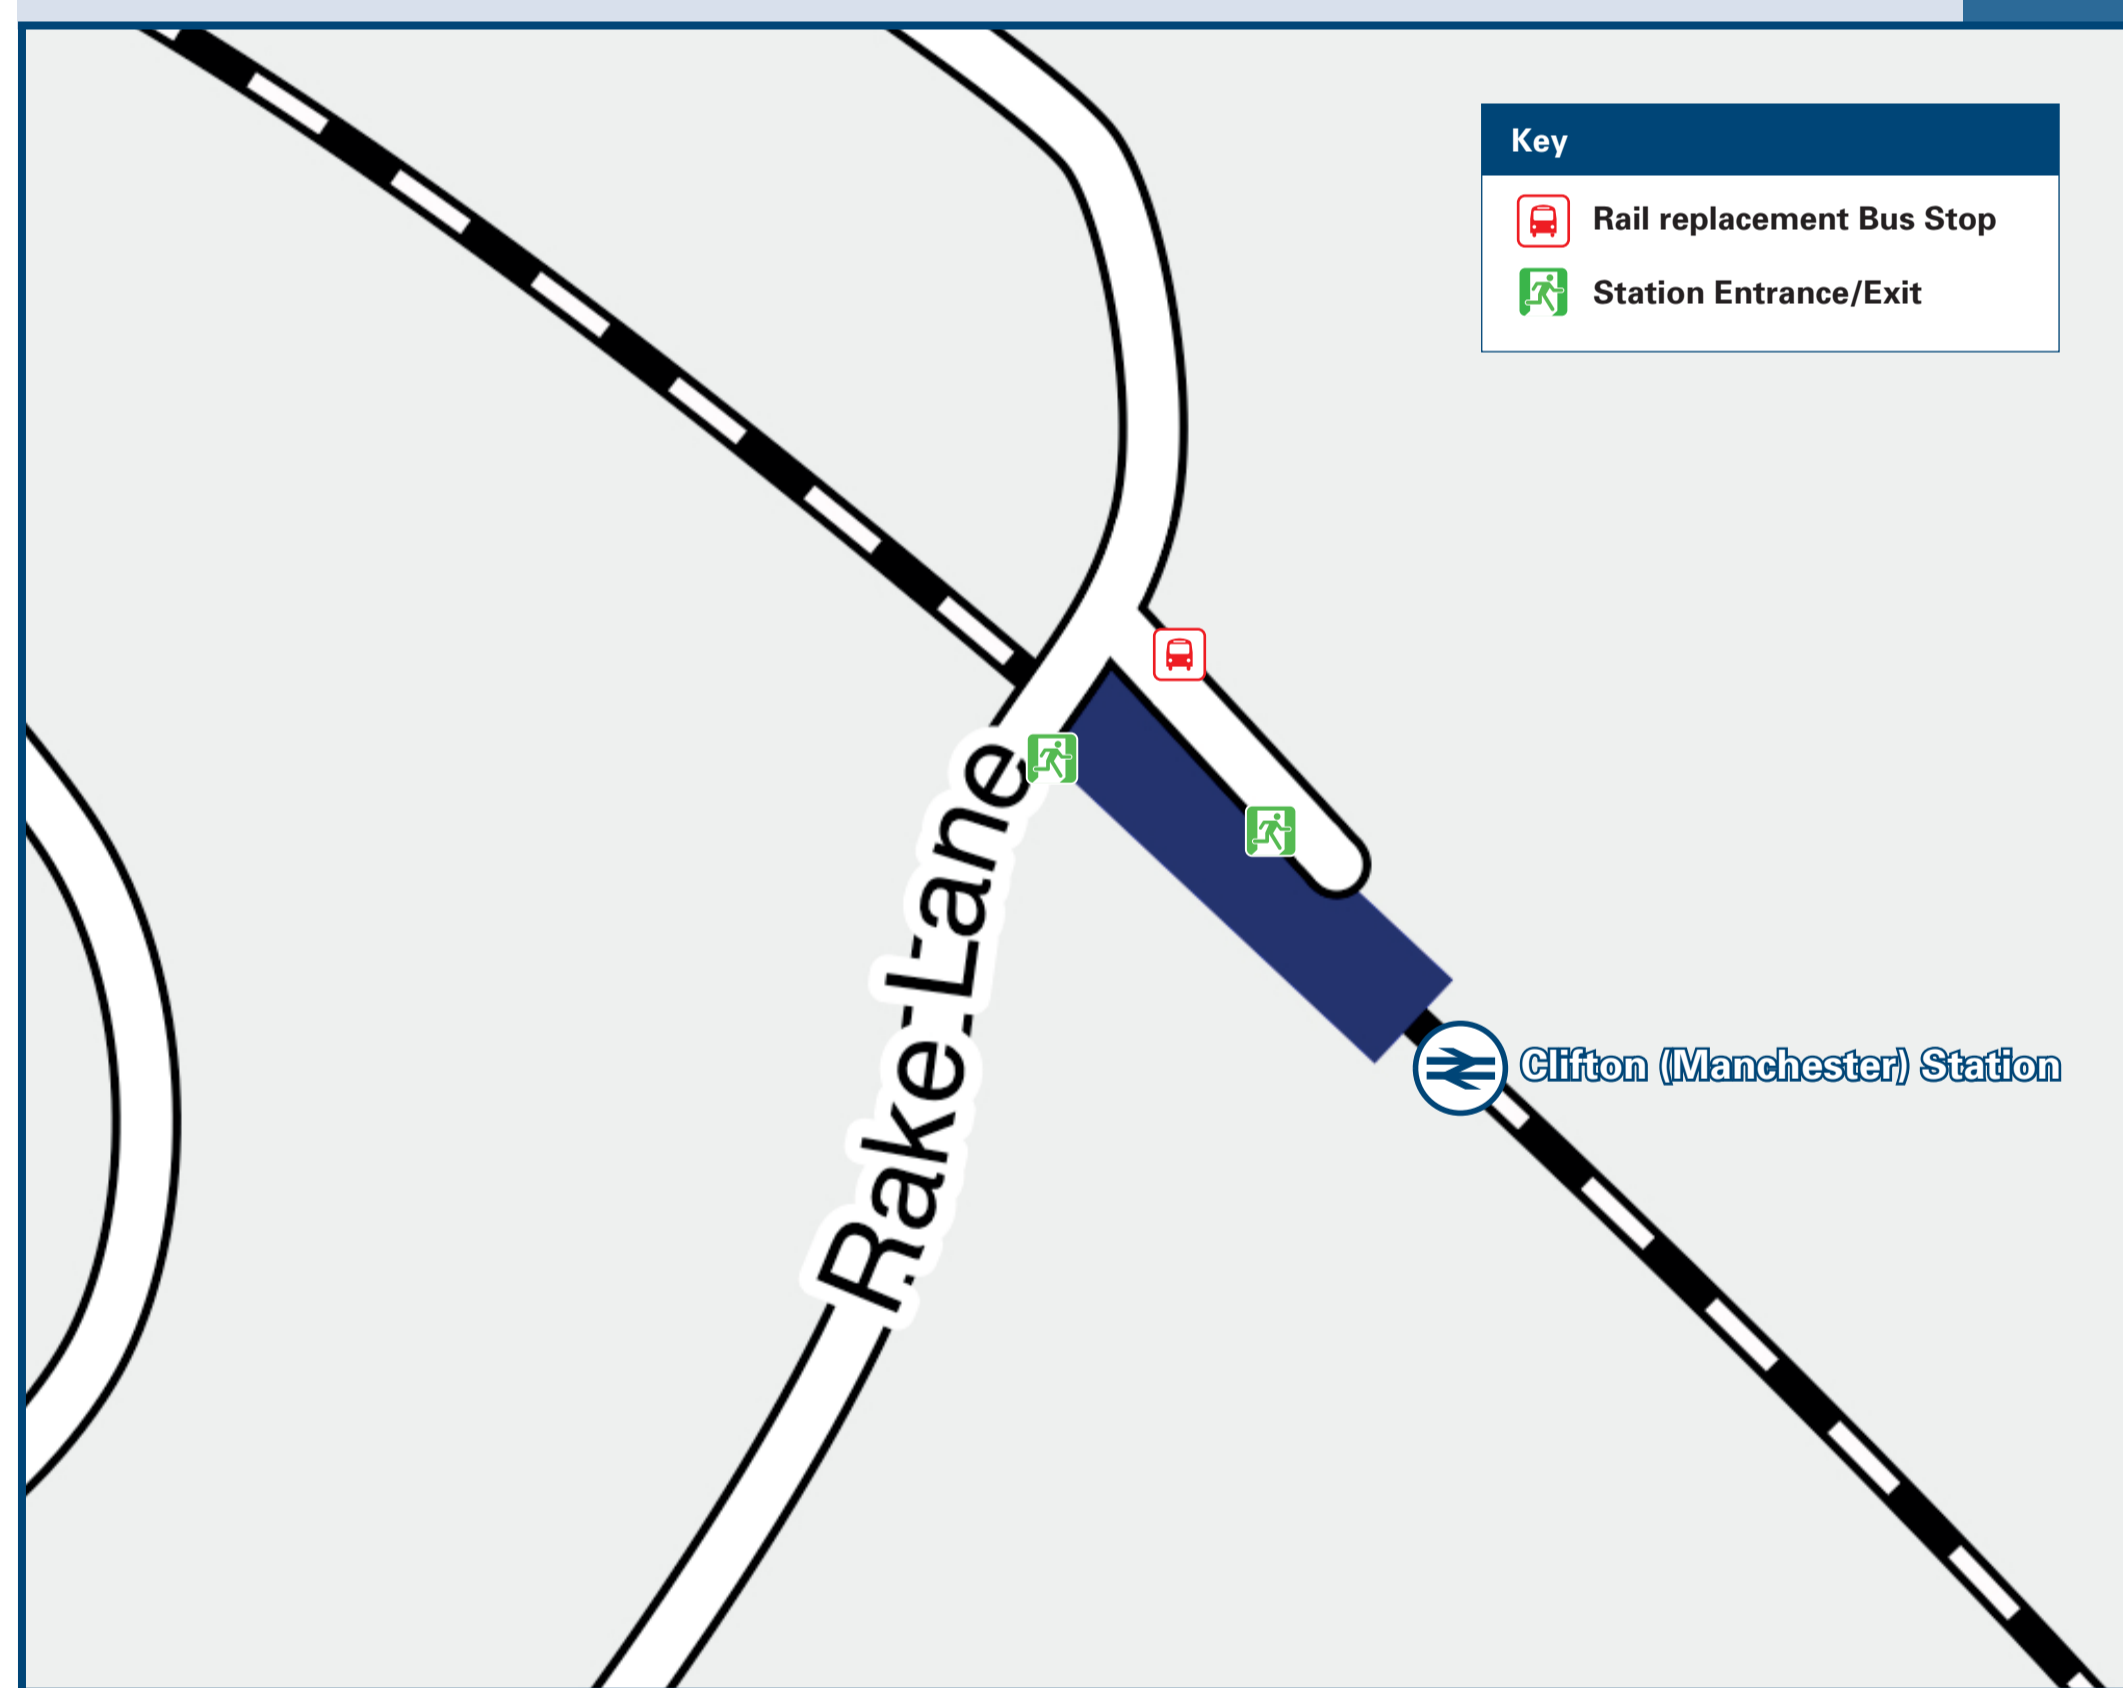 Key
Rail replacement Bus Stop
Station Entrance/Exit
Rake Lane
Clifton (Manchester) Station